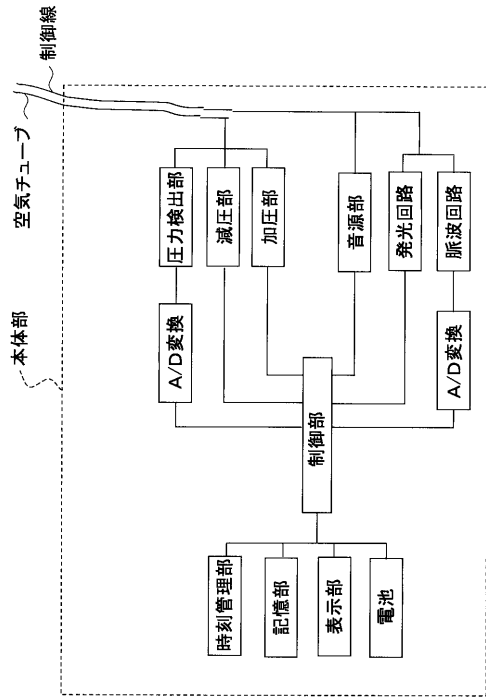 本体部
空気チューブ
制御線
圧力検出部
減圧部
加圧部
音源部
発光回路
脈波回路
A/D変換
A/D変換
制御部
時刻管理部
記憶部
表示部
電池